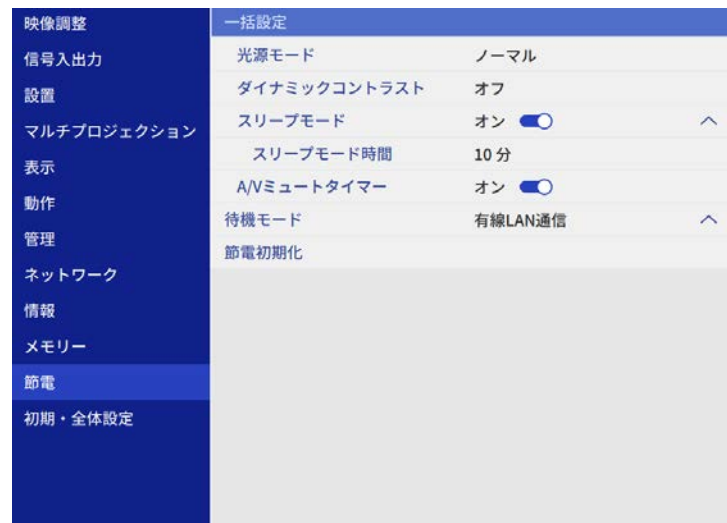 映像調整
信号入出力
設置
マルチプロジェクション
表示
動作
管理
ネットワーク
情報
メモリー
節電
初期・全体設定
一括設定
光源モード ノーマル
ダイナミックコントラスト オフ
スリープモード オン
スリープモード時間 10 分
A/Vミュートタイマー オン
待機モード 有線LAN通信
節電初期化